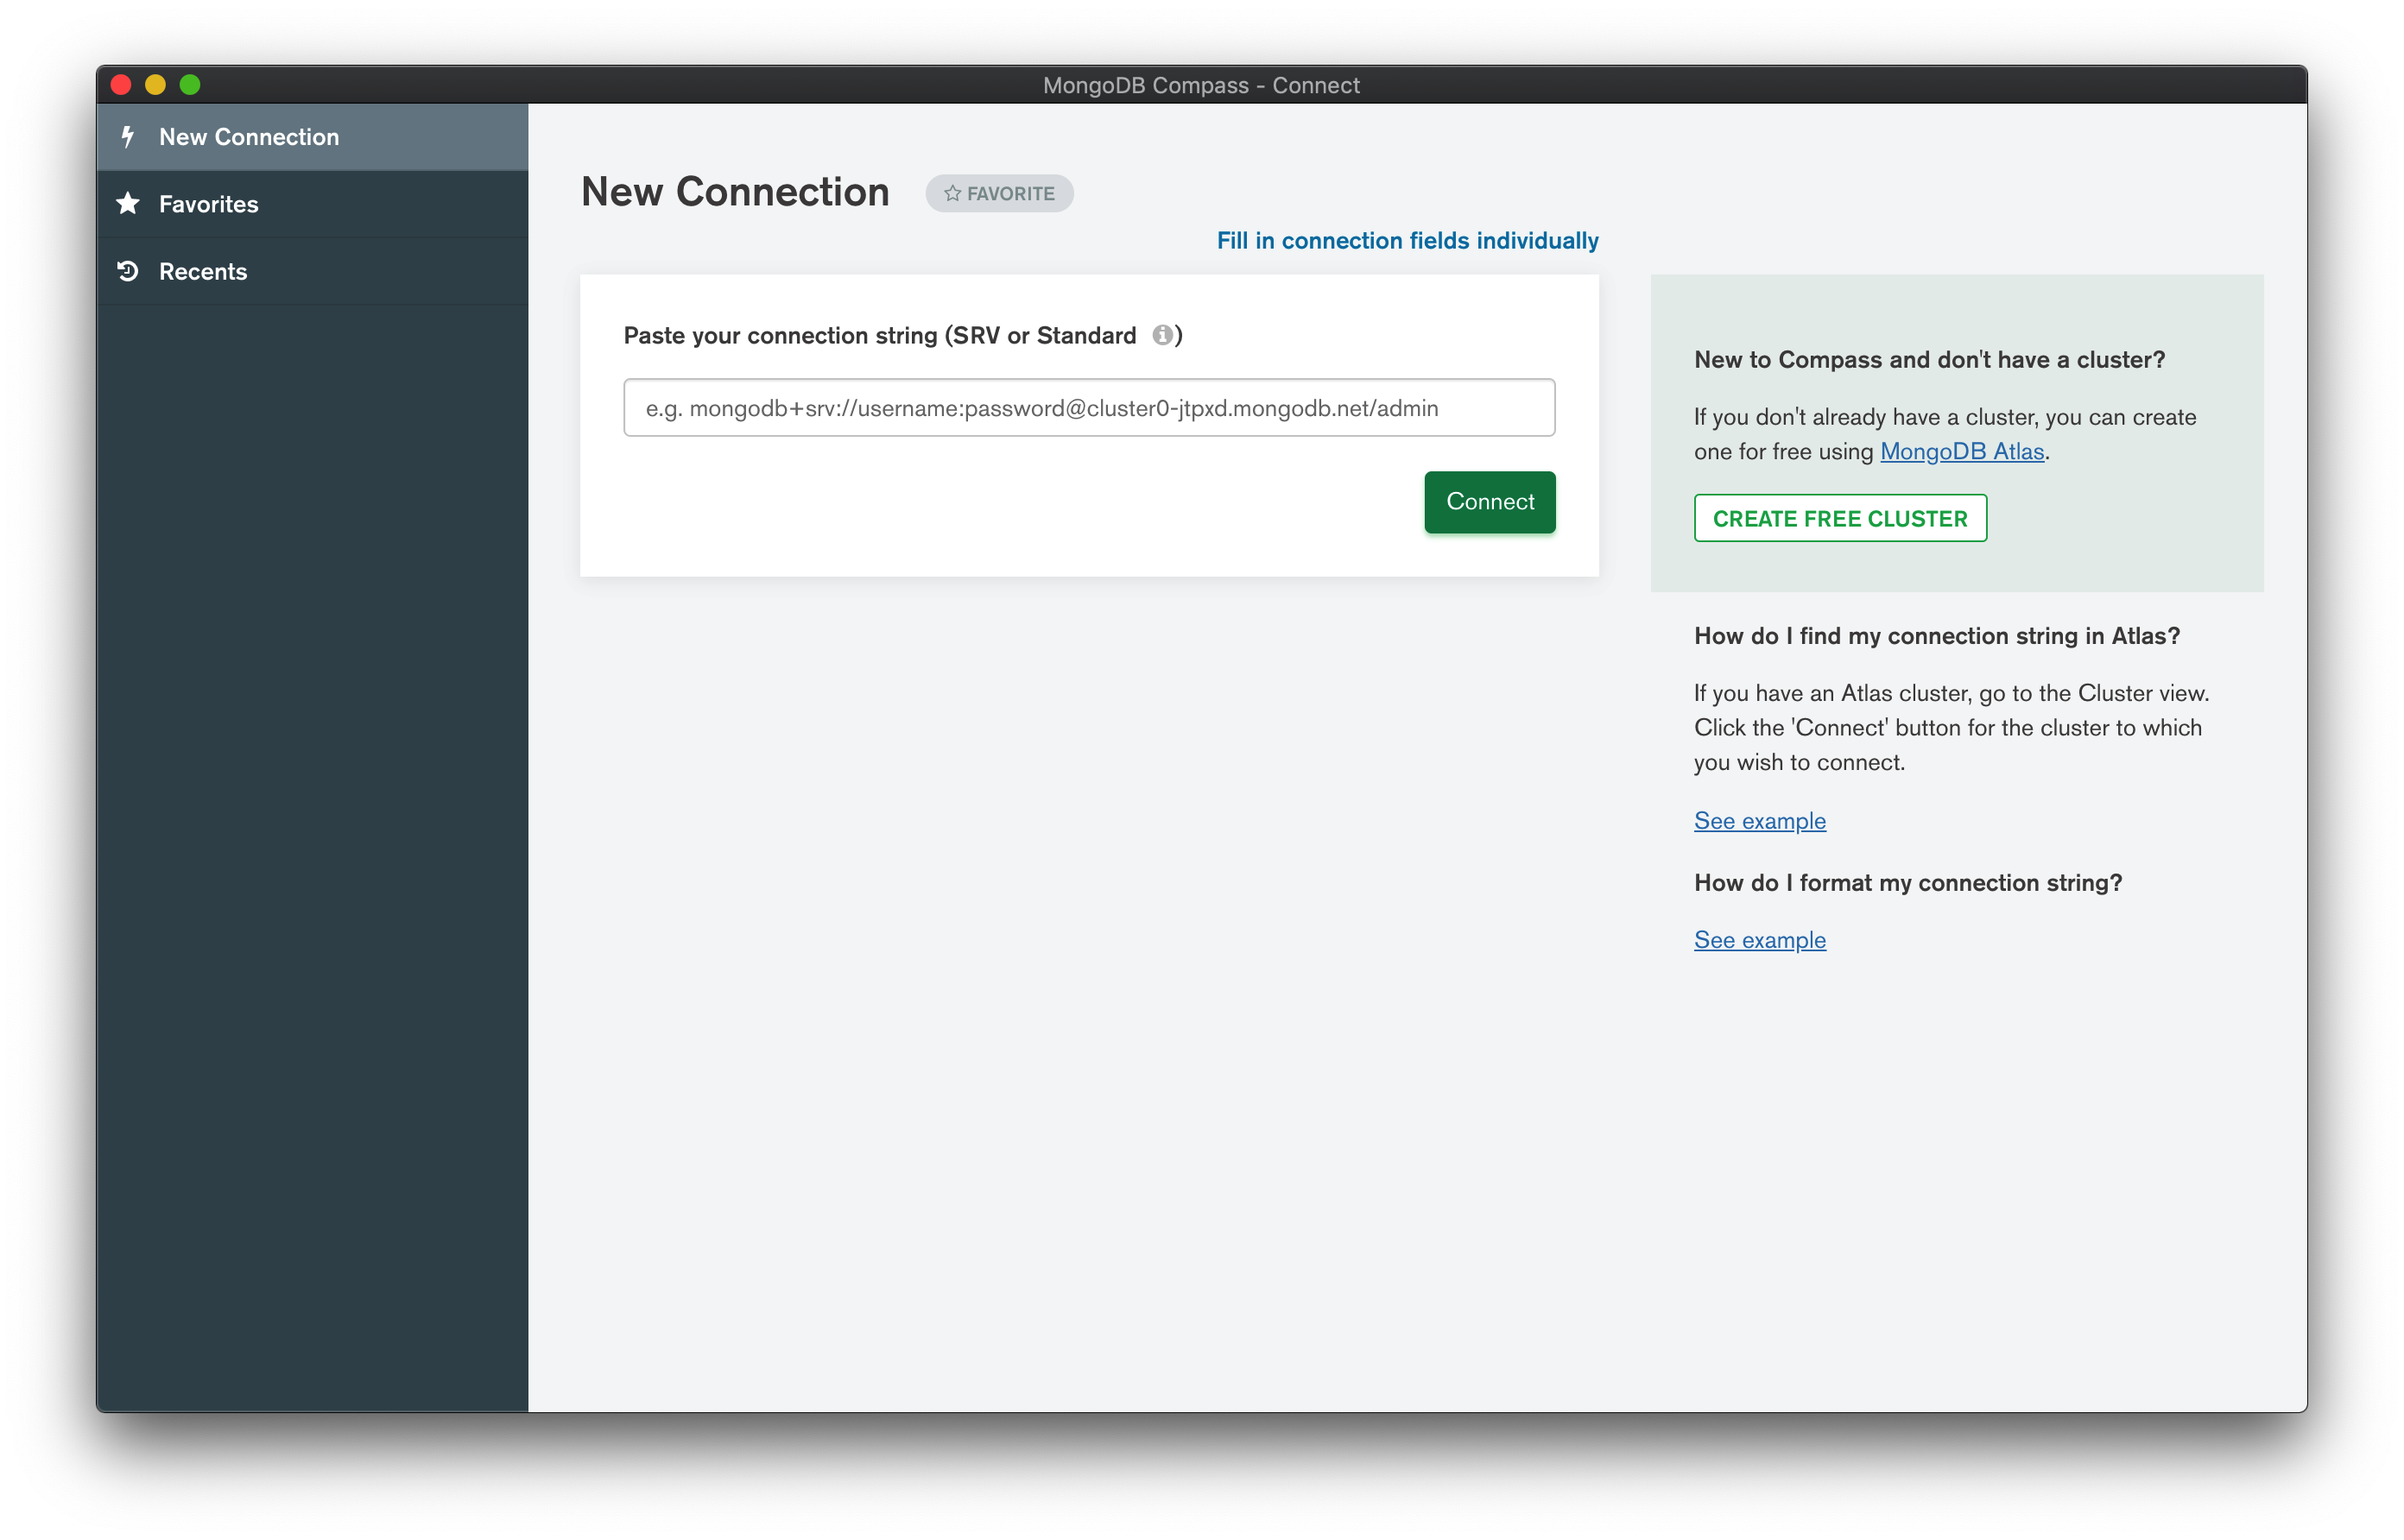 MongoDB Compass - Connect
New Connection
Favorites
Recents
New Connection
FAVORITE
Fill in connection fields individually
Paste your connection string (SRV or Standard )
e.g. mongodb+srv://username:password@cluster0-jtpxd.mongodb.net/admin
Connect
New to Compass and don't have a cluster?
If you don't already have a cluster, you can create
one for free using MongoDB Atlas.
CREATE FREE CLUSTER
How do I find my connection string in Atlas?
If you have an Atlas cluster, go to the Cluster view.
Click the 'Connect' button for the cluster to which
you wish to connect.
See example
How do I format my connection string?
See example